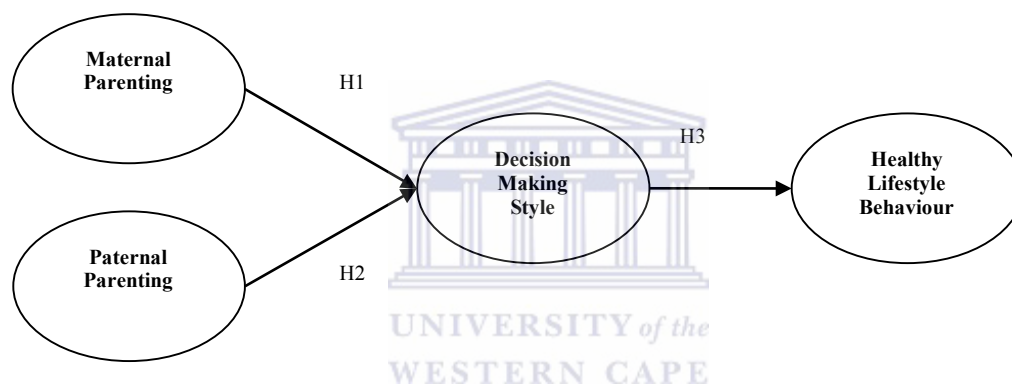 Maternal
Parenting
H1
Decision
Making
Style
H3
Healthy
Lifestyle
Behaviour
Paternal
Parenting
H2
UNIVERSITY of the
WESTERN CAPE